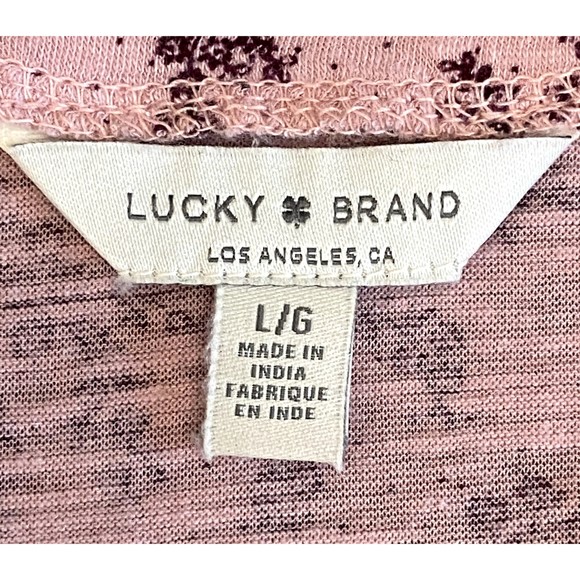 LUCKY BRAND
LOS ANGELES, CA
L/G
MADE IN
INDIA
FABRIQUE
EN INDE